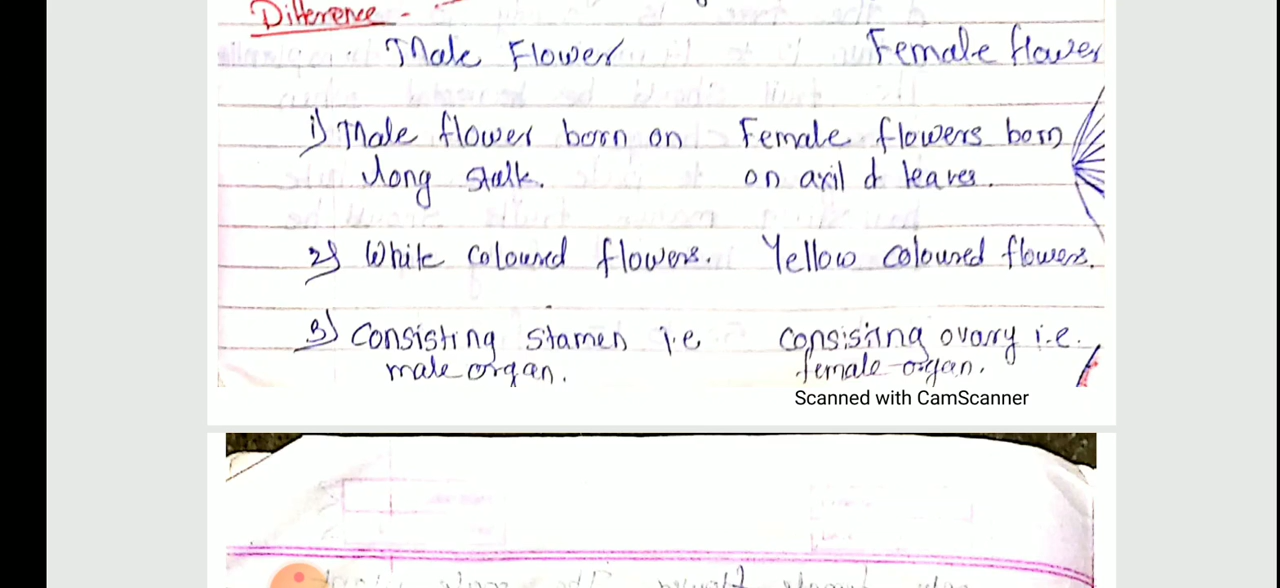 Difference -
Male Flower Female flower
1) Male flower born on Female flowers born
long stalk. on axil of leaves.
2) White coloured flowers. Yellow coloured flowers.
3) Consisting stamen i.e consisting ovary i.e.
male organ. female organ.
Scanned with CamScanner